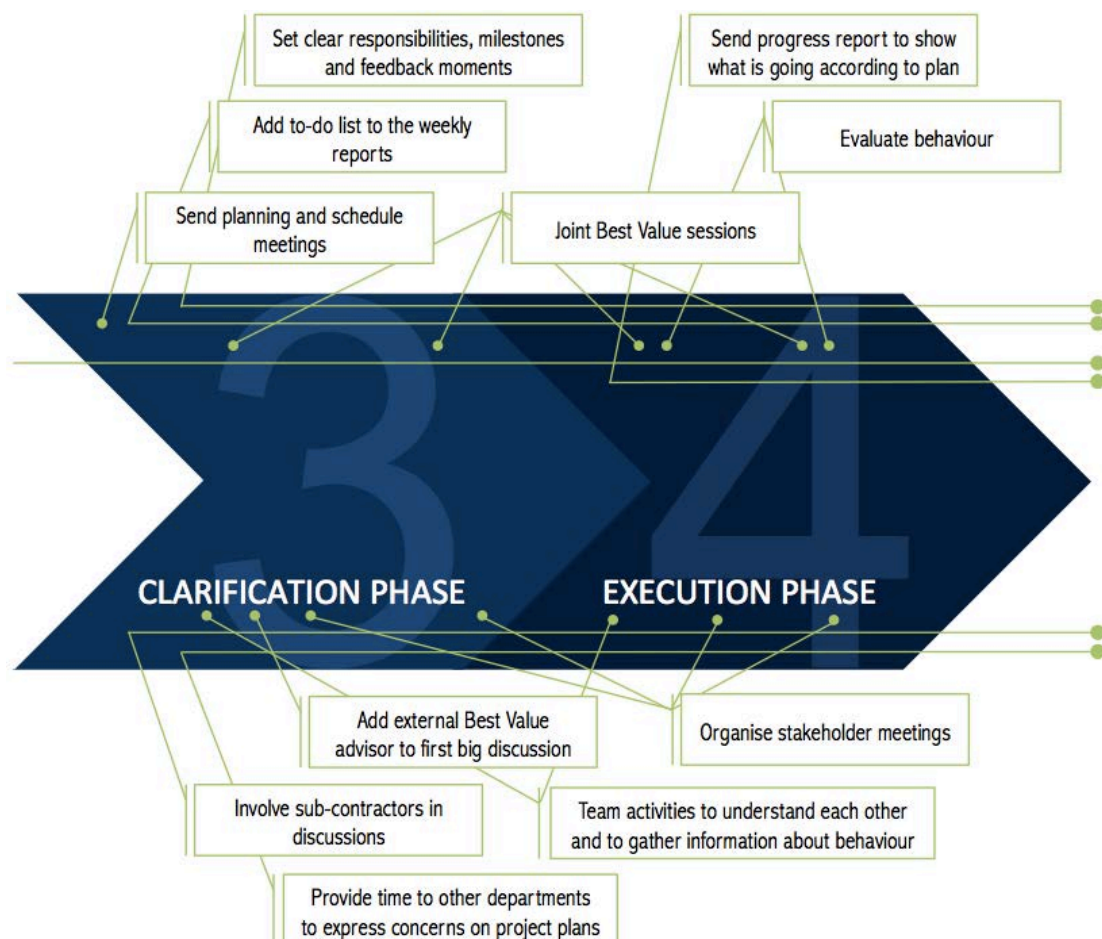 Set clear responsibilities, milestones
and feedback moments
Send progress report to show
what is going according to plan
Add to-do list to the weekly
reports
Evaluate behaviour
Send planning and schedule
meetings
Joint Best Value sessions
3
4
CLARIFICATION PHASE
EXECUTION PHASE
Add external Best Value
advisor to first big discussion
Organise stakeholder meetings
Involve sub-contractors in
discussions
Team activities to understand each other
and to gather information about behaviour
Provide time to other departments
to express concerns on project plans